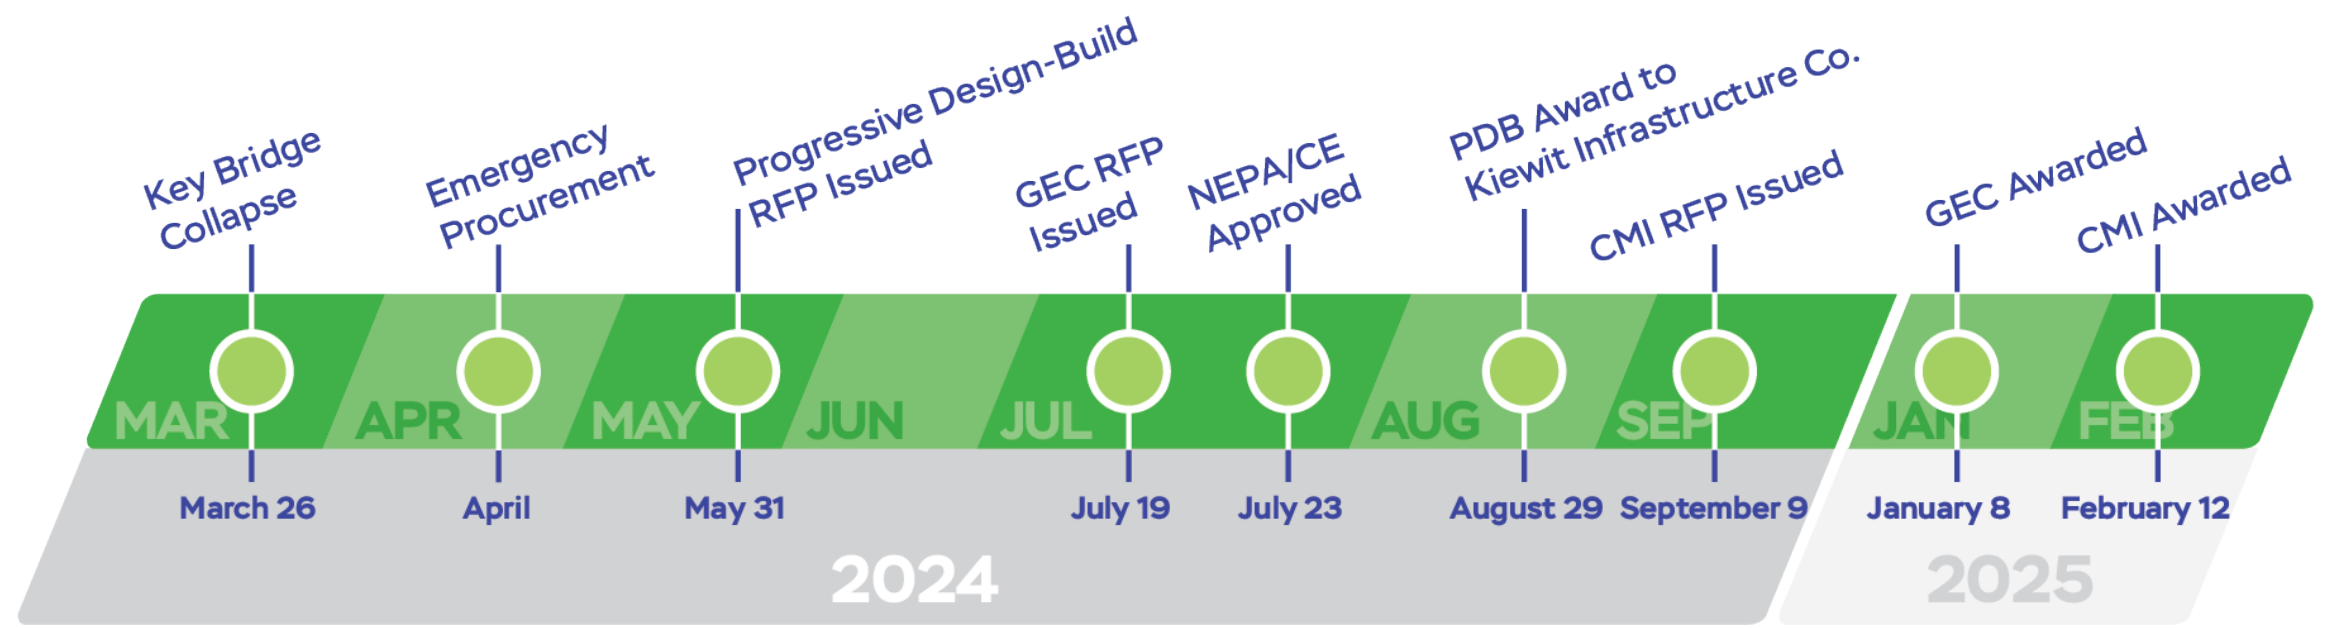 Key Bridge
Collapse
Emergency
Procurement
Progressive Design-Build
RFP Issued
GEC RFP
Issued
NEPA/CE
Approved
PDB Award to
Kiewit Infrastructure Co.
CMI RFP Issued
GEC Awarded
CMI Awarded
MAR
APR
MAY
JUN
JUL
AUG
SEP
JAN
FEB
March 26
April
May 31
July 19
July 23
August 29
September 9
January 8
February 12
2024
2025